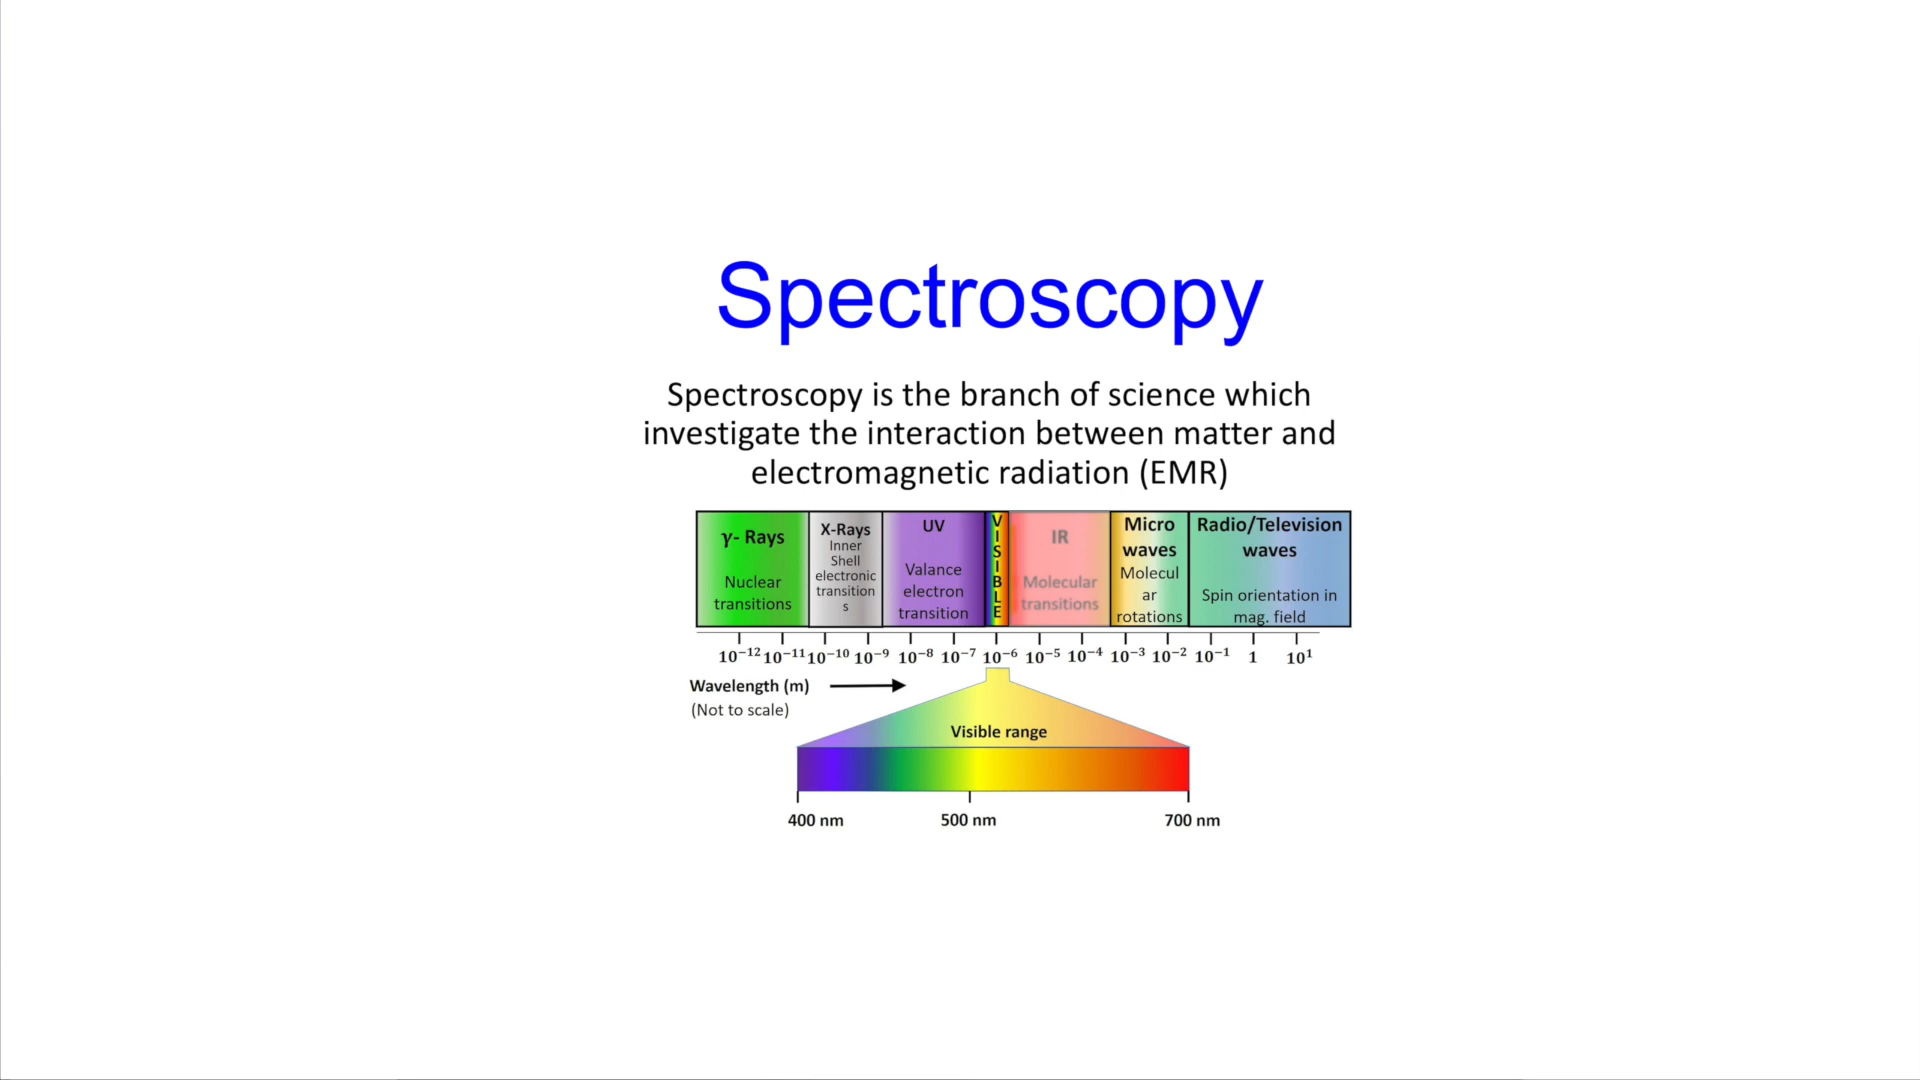 Spectroscopy
Spectroscopy is the branch of science which
investigate the interaction between matter and
electromagnetic radiation (EMR)
γ- Rays
Nuclear
transitions
X-Rays
Inner
Shell
electronic
transition
s
UV
Valance
electron
transition
VISIBLE
IR
Molecular
transitions
Micro
waves
Molecul
ar
rotations
Radio/Television
waves
Spin orientation in
mag. field
10⁻¹² 10⁻¹¹ 10⁻¹⁰ 10⁻⁹ 10⁻⁸ 10⁻⁷ 10⁻⁶ 10⁻⁵ 10⁻⁴ 10⁻³ 10⁻² 10⁻¹ 1 10¹
Wavelength (m)
(Not to scale)
Visible range
400 nm 500 nm 700 nm